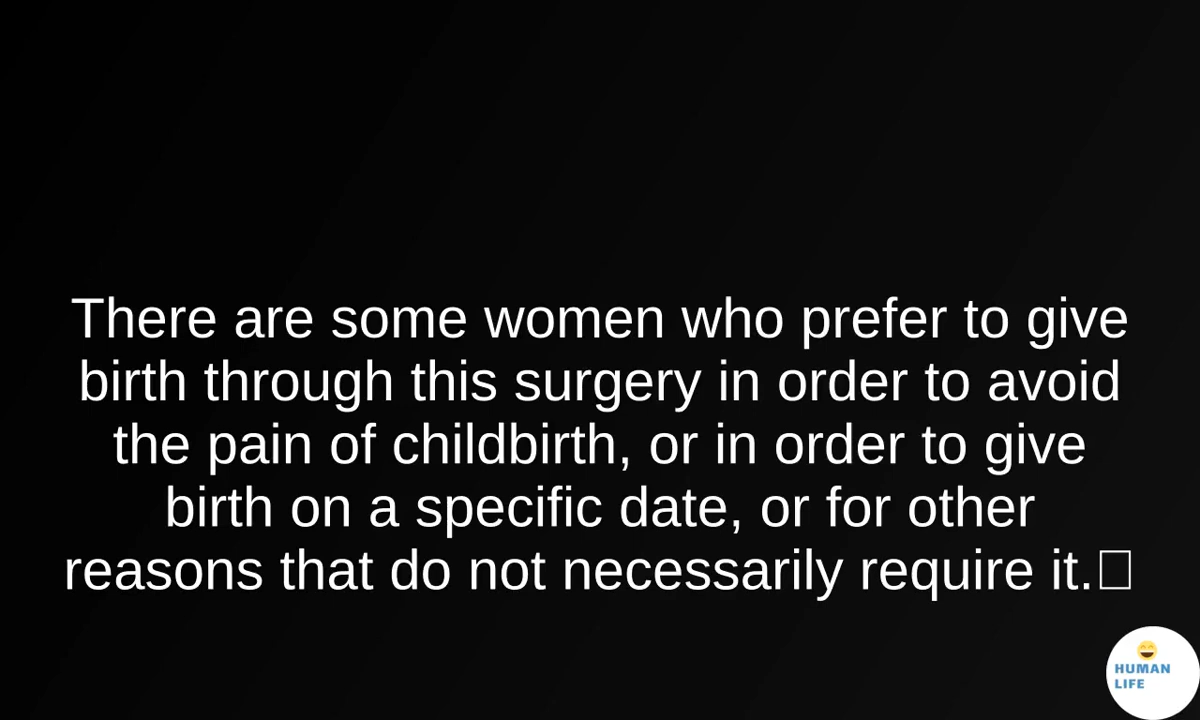 There are some women who prefer to give
birth through this surgery in order to avoid
the pain of childbirth, or in order to give
birth on a specific date, or for other
reasons that do not necessarily require it.
HUMAN
LIFE